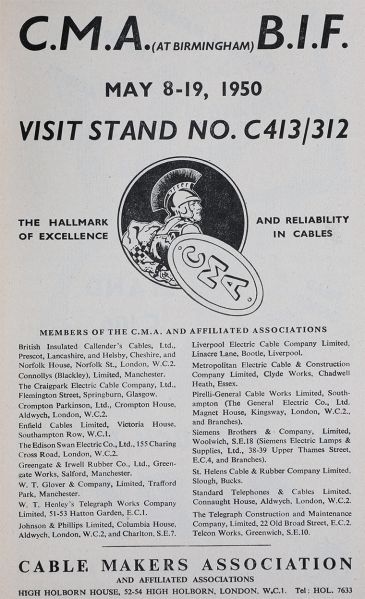 C.M.A. (AT BIRMINGHAM) B.I.F.
MAY 8-19, 1950
VISIT STAND NO. C413/312
THE HALLMARK
OF EXCELLENCE
AND RELIABILITY
IN CABLES
CMA
MEMBERS OF THE C.M.A. AND AFFILIATED ASSOCIATIONS
British Insulated Callender's Cables, Ltd.,
Prescot, Lancashire, and Helsby, Cheshire, and
Norfolk House, Norfolk St., London, W.C.2.
Connollys (Blackley), Limited, Manchester.
The Craigpark Electric Cable Company, Ltd.,
Flemington Street, Springburn, Glasgow.
Crompton Parkinson, Ltd., Crompton House,
Aldwych, London, W.C.2.
Enfield Cables Limited, Victoria House,
Southampton Row, W.C.1.
The Edison Swan Electric Co., Ltd., 155 Charing
Cross Road, London, W.C.2.
Greengate & Irwell Rubber Co., Ltd., Green-
gate Works, Salford, Manchester.
W. T. Glover & Company, Limited, Trafford
Park, Manchester.
W. T. Henley's Telegraph Works Company
Limited, 51-53 Hatton Garden, E.C.1.
Johnson & Phillips Limited, Columbia House,
Aldwych, London, W.C.2, and Charlton, S.E.7.
Liverpool Electric Cable Company Limited,
Linacre Lane, Bootle, Liverpool.
Metropolitan Electric Cable & Construction
Company Limited, Clyde Works, Chadwell
Heath, Essex.
Pirelli-General Cable Works Limited, South-
ampton (The General Electric Co., Ltd.
Magnet House, Kingsway, London, W.C.2.,
and Branches).
Siemens Brothers & Company, Limited,
Woolwich, S.E.18 (Siemens Electric Lamps &
Supplies, Ltd., 38-39 Upper Thames Street,
E.C.4, and Branches).
St. Helens Cable & Rubber Company Limited.
Slough, Bucks.
Standard Telephones & Cables Limited.
Connaught House, Aldwych, London, W.C.2.
The Telegraph Construction and Maintenance
Company, Limited, 22 Old Broad Street, E.C.2.
Telcon Works, Greenwich, S.E.10.
CABLE MAKERS ASSOCIATION
AND AFFILIATED ASSOCIATIONS
HIGH HOLBORN HOUSE, 52-54 HIGH HOLBORN, LONDON, W.C.1. Tel: HOL. 7633